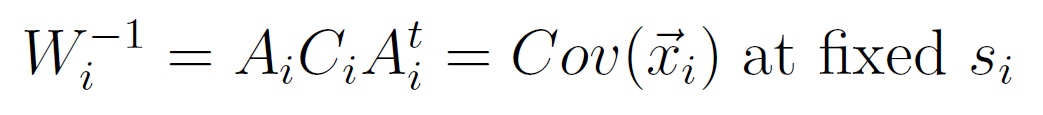 $W_i^{-1} = A_i C_i A_i^t = Cov(\vec{x}_i)$ at fixed $s_i$